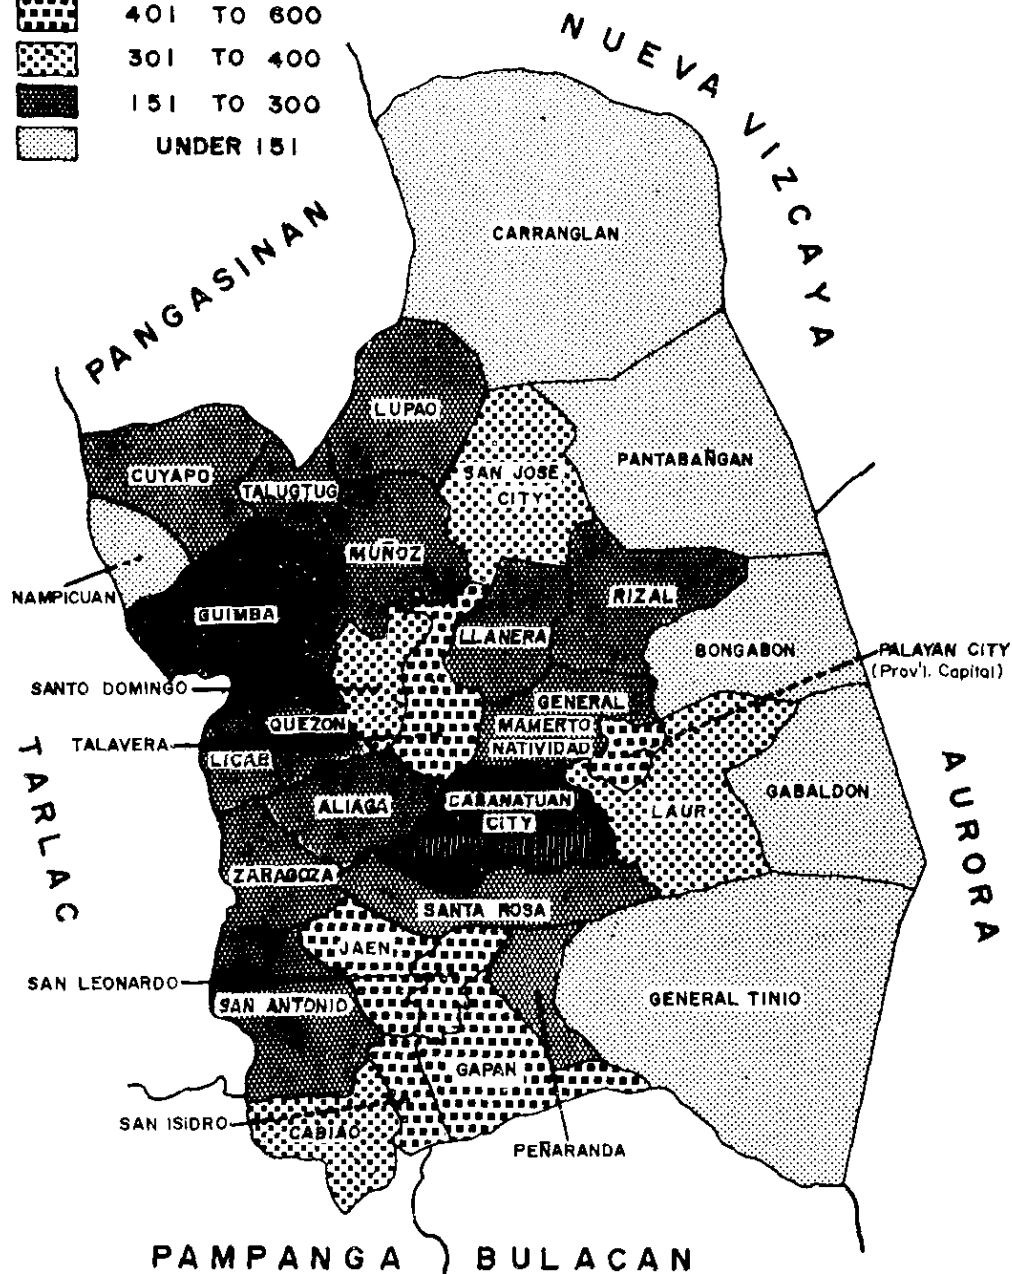 401 TO 600
301 TO 400
151 TO 300
UNDER 151
NUEVA VIZCAYA
PANGASINAN
CARRANGLAN
LUPAO
PANTABAÑGAN
CUYAPO
SAN JOSE
CITY
TALUGTUG
MUÑOZ
NAMPICUAN
GUIMBA
RIZAL
LLANERA
BONGABON
PALAYAN CITY
(Prov'l. Capital)
SANTO DOMINGO
GENERAL
MAMERTO
NATIVIDAD
QUEZON
TALAVERA
LICAB
TARLAC
AURORA
GABALDON
ALIAGA
CABANATUAN
CITY
LAUR
ZARAGOZA
SANTA ROSA
JAEN
SAN LEONARDO
SAN ANTONIO
GENERAL TINIO
GAPAN
SAN ISIDRO
CABIAO
PEÑARANDA
PAMPANGA
BULACAN